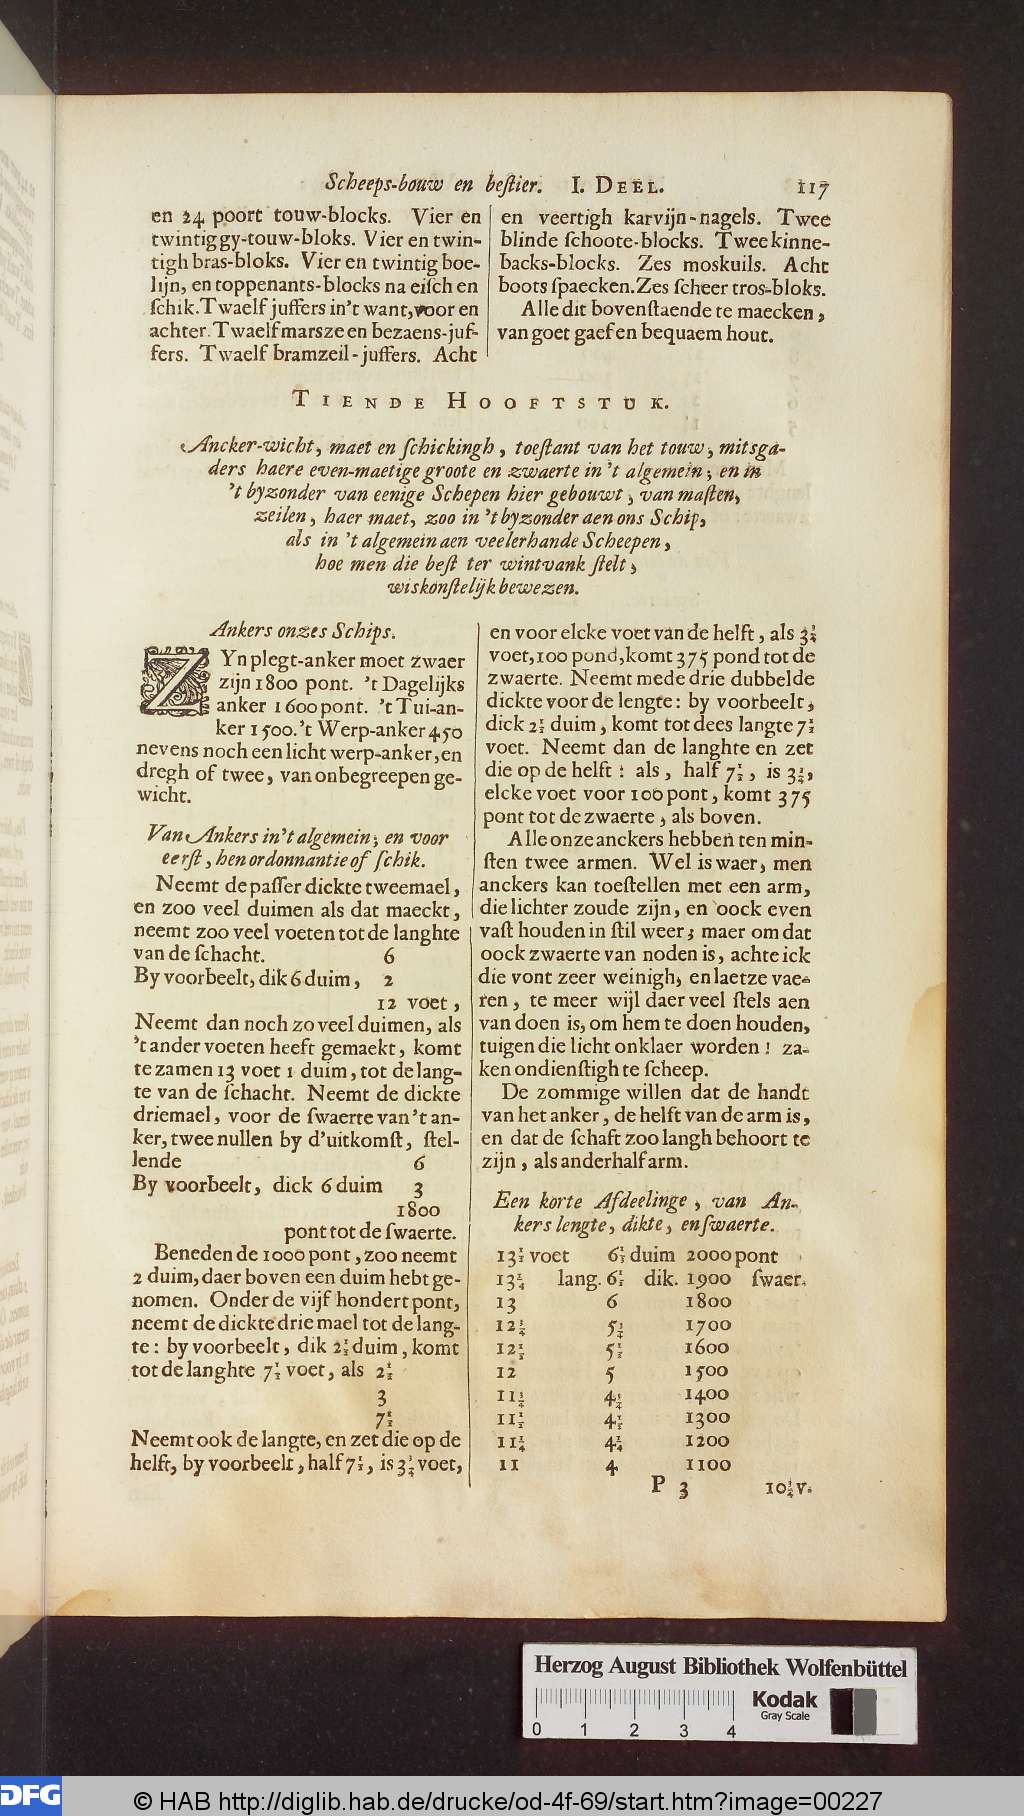 Scheeps-bouw en beſtier. I. DEEL. 117
en 24 poort touw-blocks. Vier en
twintig gy-touw-bloks. Vier en twin-
tigh bras-bloks. Vier en twintig boe-
lijn, en toppenants-blocks na eiſch en
ſchik. Twaelf juffers in't want, voor en
achter. Twaelf marsze en bezaens-juf-
fers. Twaelf bramzeil-juffers. Acht
en veertigh karvijn-nagels. Twee
blinde ſchoote-blocks. Twee kinne-
backs-blocks. Zes moskuils. Acht
boots ſpaecken. Zes ſcheer tros-bloks.
Alle dit bovenſtaende te maecken,
van goet gaef en bequaem hout.
TIENDE HOOFTSTUK.
Ancker-wicht, maet en ſchickingh, toeſtant van het touw, mitsga-
ders haere even-maetige groote en zwaerte in 't algemein; en in
't byzonder van eenige Schepen hier gebouwt, van maſten,
zeilen, haer maet, zoo in 't byzonder aen ons Schip,
als in 't algemein aen veelerhande Scheepen,
hoe men die beſt ter wintvank ſtelt,
wiskonſtelijk bewezen.
Ankers onzes Schips.
ZYn plegt-anker moet zwaer
zijn 1800 pont. 't Dagelijks
anker 1600 pont. 't Tui-an-
ker 1500. 't Werp-anker 450
nevens noch een licht werp-anker, en
dregh of twee, van onbegreepen ge-
wicht.
Van Ankers in't algemein; en voor
eerſt, hen ordonnantie of ſchik.
Neemt de paſſer dickte tweemael,
en zoo veel duimen als dat maeckt,
neemt zoo veel voeten tot de langhte
van de ſchacht. 6
By voorbeelt, dik 6 duim, 2
12 voet,
Neemt dan noch zo veel duimen, als
't ander voeten heeft gemaekt, komt
te zamen 13 voet 1 duim, tot de lang-
te van de ſchacht. Neemt de dickte
driemael, voor de ſwaerte van 't an-
ker, twee nullen by d'uitkomſt, ſtel-
lende 6
By voorbeelt, dick 6 duim 3
1800
pont tot de ſwaerte.
Beneden de 1000 pont, zoo neemt
2 duim, daer boven een duim hebt ge-
nomen. Onder de vijf hondert pont,
neemt de dickte drie mael tot de lang-
te: by voorbeelt, dik 2½ duim, komt
tot de langhte 7½ voet, als 2½
3
7½
Neemt ook de langte, en zet die op de
helft, by voorbeelt, half 7½, is 3¾ voet,
en voor elcke voet van de helft, als 3¾
voet, 100 pond, komt 375 pond tot de
zwaerte. Neemt mede drie dubbelde
dickte voor de lengte: by voorbeelt,
dick 2½ duim, komt tot dees langte 7½
voet. Neemt dan de langhte en zet
die op de helft: als, half 7½, is 3¾,
elcke voet voor 100 pont, komt 375
pont tot de zwaerte, als boven.
Alle onze anckers hebben ten min-
ſten twee armen. Wel is waer, men
anckers kan toeſtellen met een arm,
die lichter zoude zijn, en oock even
vaſt houden in ſtil weer; maer om dat
oock zwaerte van noden is, achte ick
die vont zeer weinigh, en laetze vae-
ren, te meer wijl daer veel ſtels aen
van doen is, om hem te doen houden,
tuigen die licht onklaer worden! za-
ken ondienſtigh te ſcheep.
De zommige willen dat de handt
van het anker, de helft van de arm is,
en dat de ſchaft zoo langh behoort te
zijn, als anderhalf arm.
Een korte Afdeelinge, van An-
kers lengte, dikte, en ſwaerte.
13½ voet 6½ duim 2000 pont
13¼ lang. 6½ dik. 1900 ſwaer.
13 6 1800
12¾ 5¾ 1700
12½ 5½ 1600
12 5 1500
11¾ 4¾ 1400
11½ 4½ 1300
11¼ 4¼ 1200
11 4 1100
P 3 10¾ v.
Herzog August Bibliothek Wolfenbüttel
0 1 2 3 4
Kodak
Gray Scale
DFG © HAB http://diglib.hab.de/drucke/od-4f-69/start.htm?image=00227